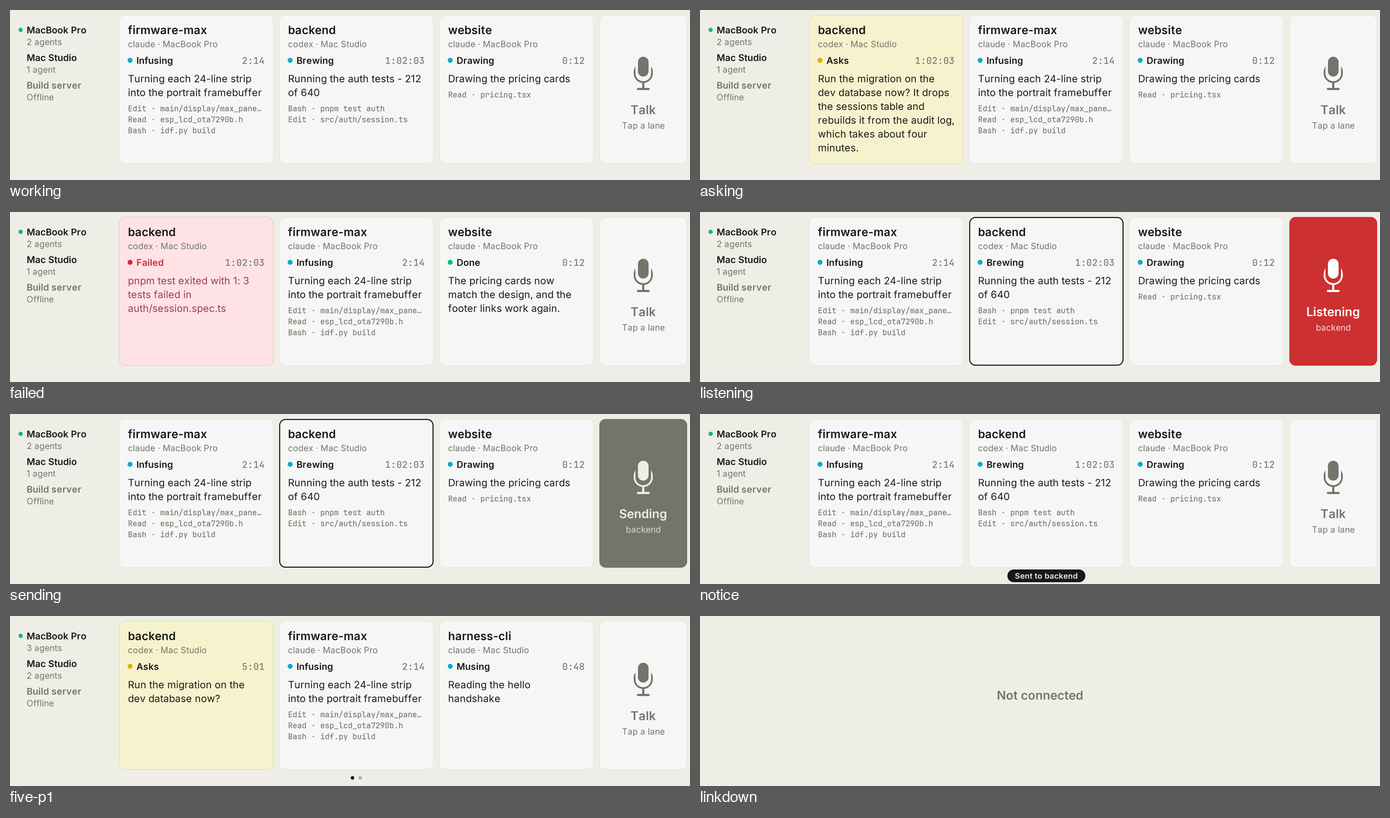 MacBook Pro
2 agents
Mac Studio
1 agent
Build server
Offline
firmware-max
claude · MacBook Pro
Infusing 2:14
Turning each 24-line strip
into the portrait framebuffer
Edit · main/display/max_pane…
Read · esp_lcd_ota7290b.h
Bash · idf.py build
backend
codex · Mac Studio
Brewing 1:02:03
Running the auth tests - 212
of 640
Bash · pnpm test auth
Edit · src/auth/session.ts
website
claude · MacBook Pro
Drawing 0:12
Drawing the pricing cards
Read · pricing.tsx
Talk
Tap a lane
working
MacBook Pro
2 agents
Mac Studio
1 agent
Build server
Offline
backend
codex · Mac Studio
Asks 1:02:03
Run the migration on the
dev database now? It drops
the sessions table and
rebuilds it from the audit log,
which takes about four
minutes.
firmware-max
claude · MacBook Pro
Infusing 2:14
Turning each 24-line strip
into the portrait framebuffer
Edit · main/display/max_pane…
Read · esp_lcd_ota7290b.h
Bash · idf.py build
website
claude · MacBook Pro
Drawing 0:12
Drawing the pricing cards
Read · pricing.tsx
Talk
Tap a lane
asking
MacBook Pro
2 agents
Mac Studio
1 agent
Build server
Offline
backend
codex · Mac Studio
Failed 1:02:03
pnpm test exited with 1: 3
tests failed in
auth/session.spec.ts
firmware-max
claude · MacBook Pro
Infusing 2:14
Turning each 24-line strip
into the portrait framebuffer
Edit · main/display/max_pane…
Read · esp_lcd_ota7290b.h
Bash · idf.py build
website
claude · MacBook Pro
Done 0:12
The pricing cards now
match the design, and the
footer links work again.
Talk
Tap a lane
failed
MacBook Pro
2 agents
Mac Studio
1 agent
Build server
Offline
firmware-max
claude · MacBook Pro
Infusing 2:14
Turning each 24-line strip
into the portrait framebuffer
Edit · main/display/max_pane…
Read · esp_lcd_ota7290b.h
Bash · idf.py build
backend
codex · Mac Studio
Brewing 1:02:03
Running the auth tests - 212
of 640
Bash · pnpm test auth
Edit · src/auth/session.ts
website
claude · MacBook Pro
Drawing 0:12
Drawing the pricing cards
Read · pricing.tsx
Listening
backend
listening
MacBook Pro
2 agents
Mac Studio
1 agent
Build server
Offline
firmware-max
claude · MacBook Pro
Infusing 2:14
Turning each 24-line strip
into the portrait framebuffer
Edit · main/display/max_pane…
Read · esp_lcd_ota7290b.h
Bash · idf.py build
backend
codex · Mac Studio
Brewing 1:02:03
Running the auth tests - 212
of 640
Bash · pnpm test auth
Edit · src/auth/session.ts
website
claude · MacBook Pro
Drawing 0:12
Drawing the pricing cards
Read · pricing.tsx
Sending
backend
sending
MacBook Pro
2 agents
Mac Studio
1 agent
Build server
Offline
firmware-max
claude · MacBook Pro
Infusing 2:14
Turning each 24-line strip
into the portrait framebuffer
Edit · main/display/max_pane…
Read · esp_lcd_ota7290b.h
Bash · idf.py build
backend
codex · Mac Studio
Brewing 1:02:03
Running the auth tests - 212
of 640
Bash · pnpm test auth
Edit · src/auth/session.ts
website
claude · MacBook Pro
Drawing 0:12
Drawing the pricing cards
Read · pricing.tsx
Talk
Tap a lane
Sent to backend
notice
MacBook Pro
3 agents
Mac Studio
2 agents
Build server
Offline
backend
codex · Mac Studio
Asks 5:01
Run the migration on the
dev database now?
firmware-max
claude · MacBook Pro
Infusing 2:14
Turning each 24-line strip
into the portrait framebuffer
Edit · main/display/max_pane…
Read · esp_lcd_ota7290b.h
Bash · idf.py build
harness-cli
claude · Mac Studio
Musing 0:48
Reading the hello
handshake
Talk
Tap a lane
five-p1
Not connected
linkdown